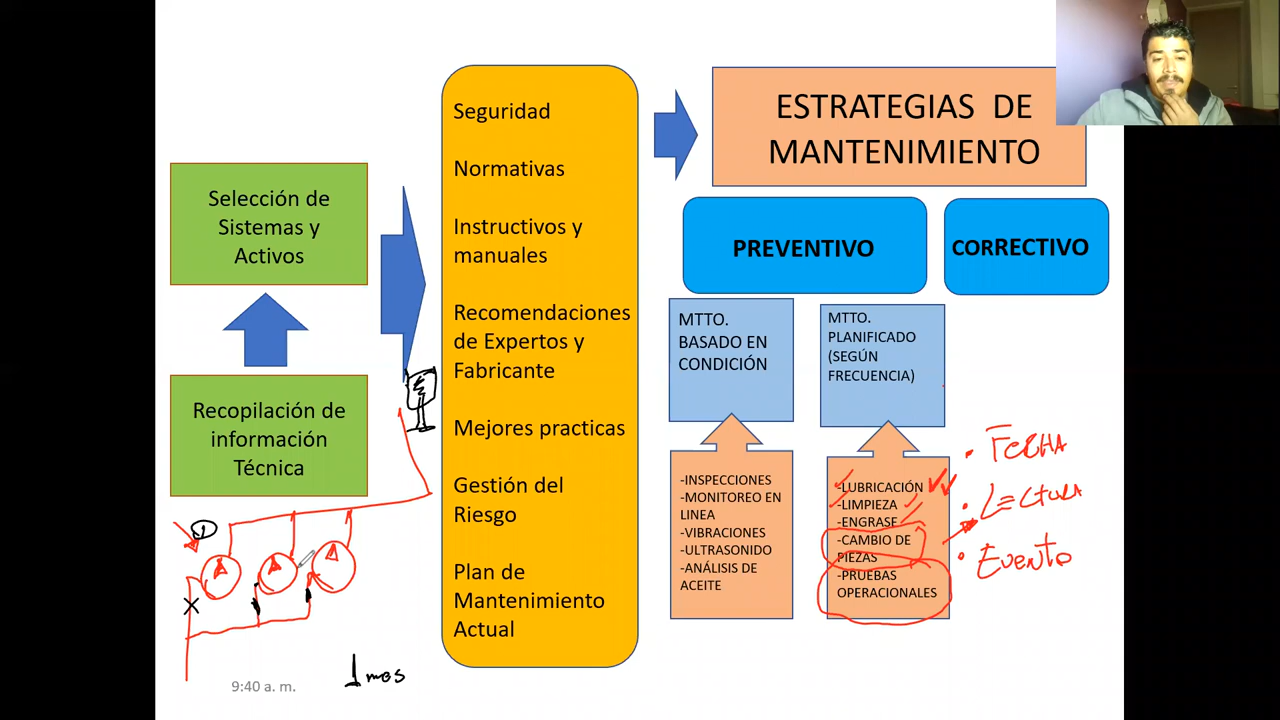 ESTRATEGIAS DE
MANTENIMIENTO
Selección de
Sistemas y
Activos
Recopilación de
información
Técnica
Seguridad
Normativas
Instructivos y
manuales
Recomendaciones
de Expertos y
Fabricante
Mejores practicas
Gestión del
Riesgo
Plan de
Mantenimiento
Actual
PREVENTIVO
CORRECTIVO
MTTO.
BASADO EN
CONDICIÓN
MTTO.
PLANIFICADO
(SEGÚN
FRECUENCIA)
-INSPECCIONES
-MONITOREO EN
LINEA
-VIBRACIONES
-ULTRASONIDO
-ANÁLISIS DE
ACEITE
-LUBRICACIÓN
-LIMPIEZA
-ENGRASE
-CAMBIO DE
PIEZAS
-PRUEBAS
OPERACIONALES
• FECHA
• LECTURA
• EVENTO
1
1 mes
9:40 a. m.